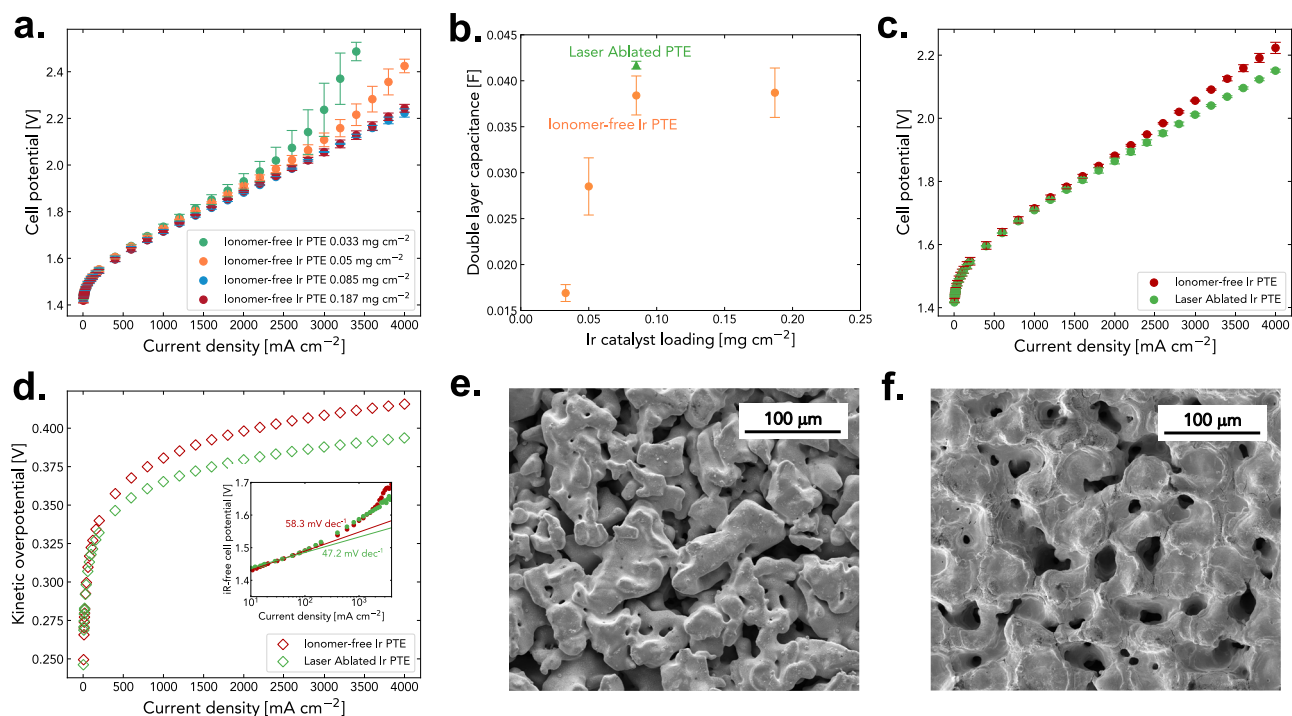 a.
Cell potential [V]
2.4
2.2
2.0
1.8
1.6
1.4
Ionomer-free Ir PTE 0.033 mg cm⁻²
Ionomer-free Ir PTE 0.05 mg cm⁻²
Ionomer-free Ir PTE 0.085 mg cm⁻²
Ionomer-free Ir PTE 0.187 mg cm⁻²
0 500 1000 1500 2000 2500 3000 3500 4000
Current density [mA cm⁻²]
b.
Double layer capacitance [F]
0.045
0.040
0.035
0.030
0.025
0.020
0.015
Laser Ablated PTE
Ionomer-free Ir PTE
0.00 0.05 0.10 0.15 0.20 0.25
Ir catalyst loading [mg cm⁻²]
c.
Cell potential [V]
2.2
2.0
1.8
1.6
1.4
Ionomer-free Ir PTE
Laser Ablated Ir PTE
0 500 1000 1500 2000 2500 3000 3500 4000
Current density [mA cm⁻²]
d.
Kinetic overpotential [V]
0.400
0.375
0.350
0.325
0.300
0.275
0.250
iR-free cell potential [V]
1.7
1.6
1.5
1.4
58.3 mV dec⁻¹
47.2 mV dec⁻¹
10¹ 10² 10³
Current density [mA cm⁻²]
Ionomer-free Ir PTE
Laser Ablated Ir PTE
0 500 1000 1500 2000 2500 3000 3500 4000
Current density [mA cm⁻²]
e.
100 μm
f.
100 μm